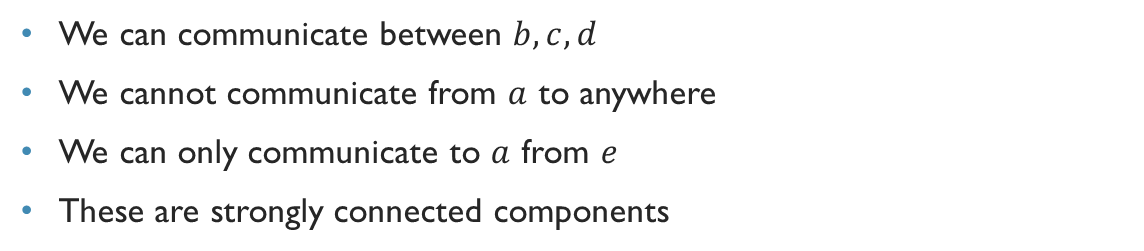 • We can communicate between b, c, d
• We cannot communicate from a to anywhere
• We can only communicate to a from e
• These are strongly connected components